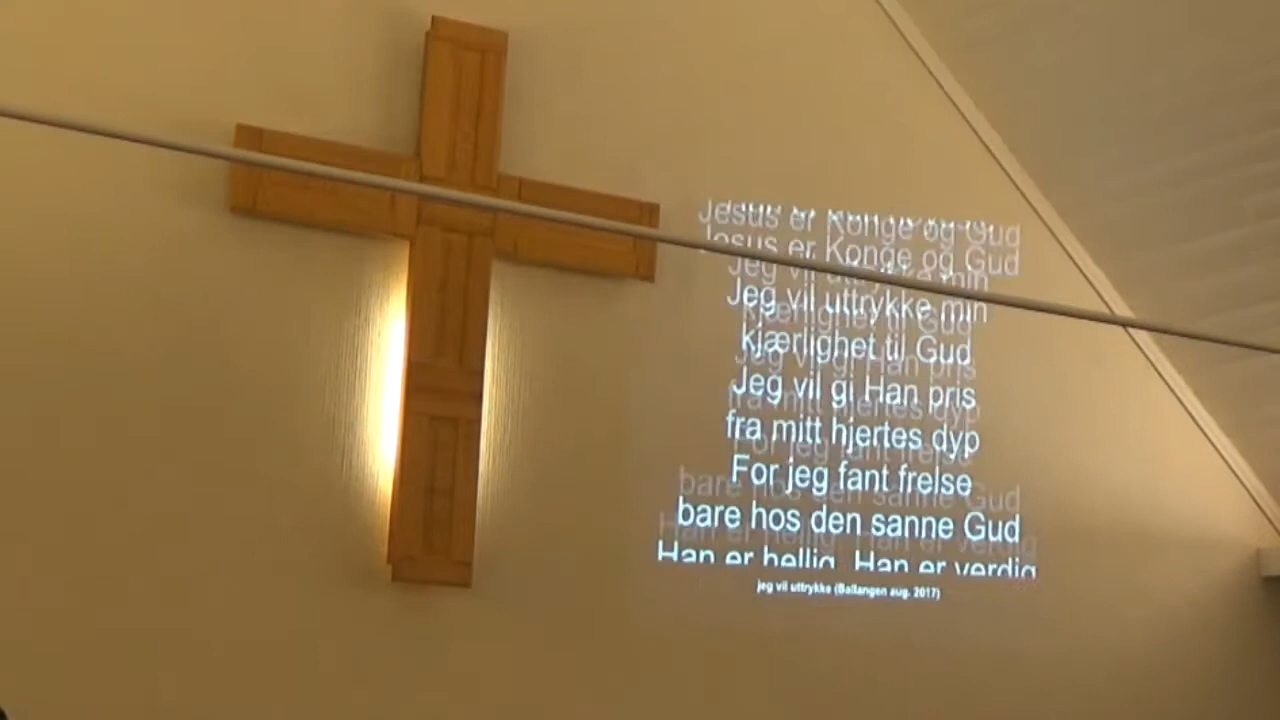 Jesus er Konge og Gud
Jeg vil uttrykke min
kjærlighet til Gud
Jeg vil gi Han pris
fra mitt hjertes dyp
For jeg fant frelse
bare hos den sanne Gud
Han er hellig, Han er verdig
jeg vil uttrykke (Ballangen aug. 2017)